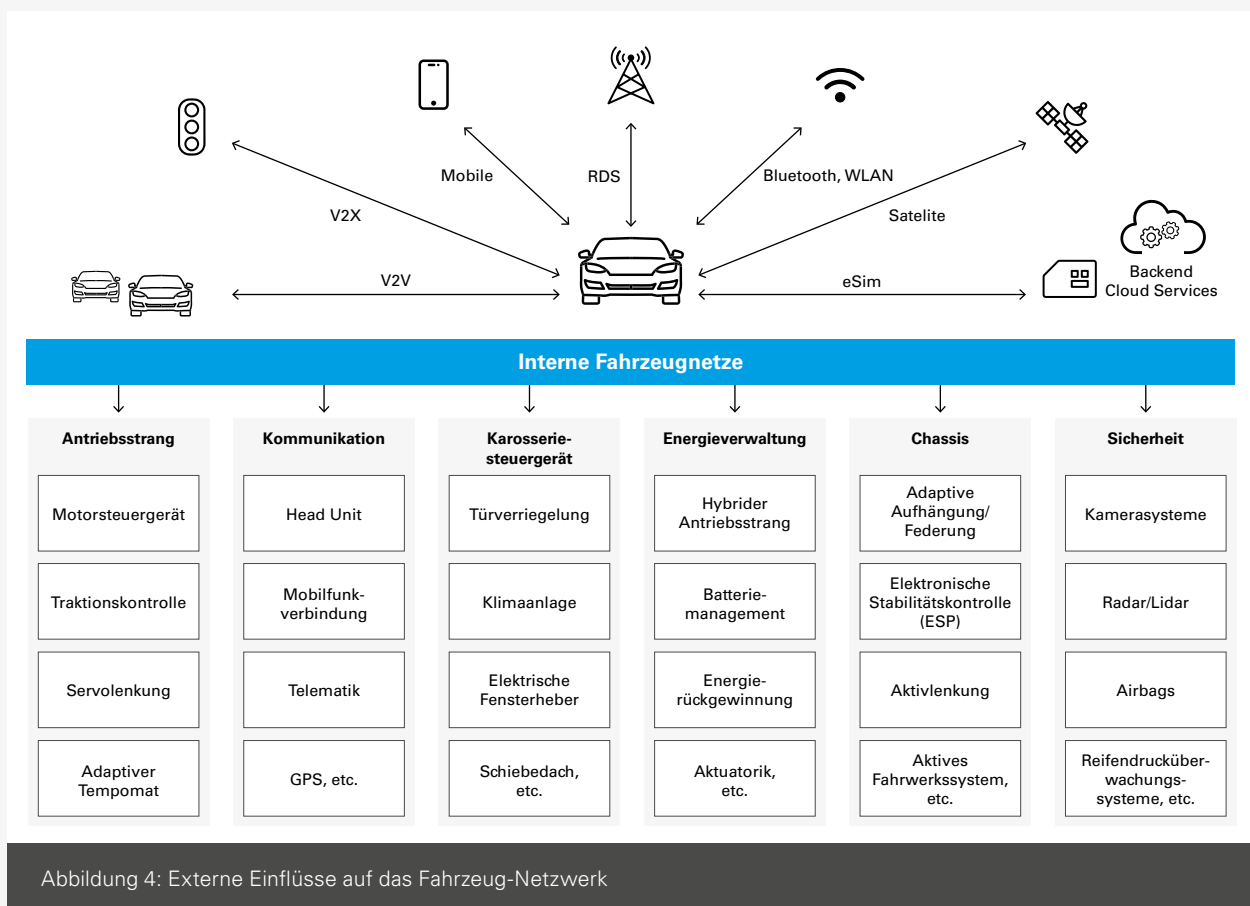 Mobile
RDS
Bluetooth, WLAN
V2X
Satelite
V2V
eSim
Backend
Cloud Services
Interne Fahrzeugnetze
Antriebsstrang
Motorsteuergerät
Traktionskontrolle
Servolenkung
Adaptiver
Tempomat
Kommunikation
Head Unit
Mobilfunk-
verbindung
Telematik
GPS, etc.
Karosserie-
steuergerät
Türverriegelung
Klimaanlage
Elektrische
Fensterheber
Schiebedach,
etc.
Energieverwaltung
Hybrider
Antriebsstrang
Batterie-
management
Energie-
rückgewinnung
Aktuatorik,
etc.
Chassis
Adaptive
Aufhängung/
Federung
Elektronische
Stabilitätskontrolle
(ESP)
Aktivlenkung
Aktives
Fahrwerkssystem,
etc.
Sicherheit
Kamerasysteme
Radar/Lidar
Airbags
Reifendrucküber-
wachungs-
systeme, etc.
Abbildung 4: Externe Einflüsse auf das Fahrzeug-Netzwerk